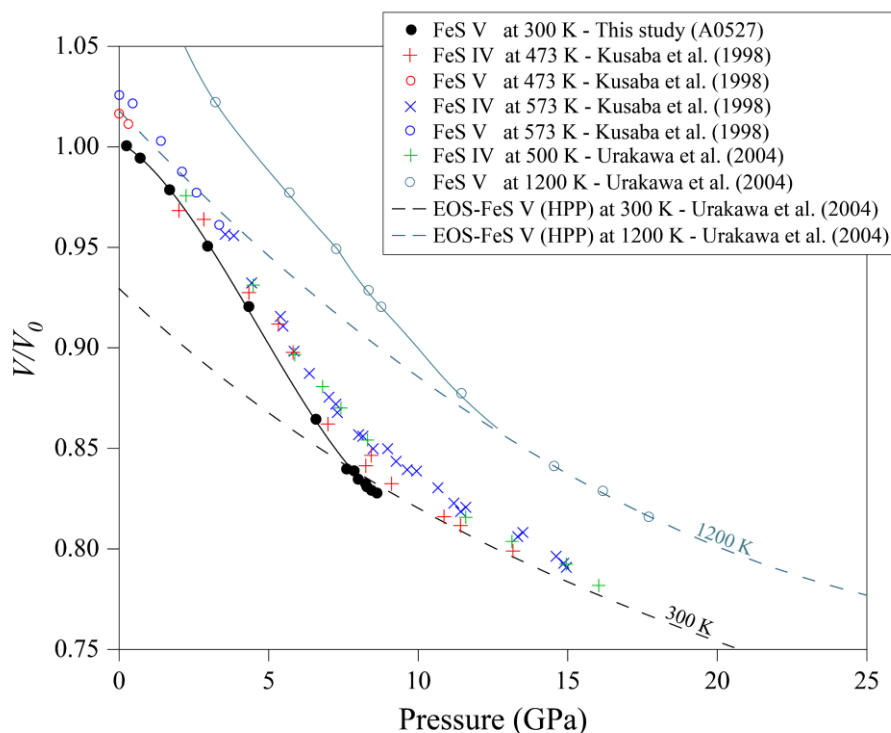 FeS V at 300 K - This study (A0527)
FeS IV at 473 K - Kusaba et al. (1998)
FeS V at 473 K - Kusaba et al. (1998)
FeS IV at 573 K - Kusaba et al. (1998)
FeS V at 573 K - Kusaba et al. (1998)
FeS IV at 500 K - Urakawa et al. (2004)
FeS V at 1200 K - Urakawa et al. (2004)
EOS-FeS V (HPP) at 300 K - Urakawa et al. (2004)
EOS-FeS V (HPP) at 1200 K - Urakawa et al. (2004)
1.05
1.00
0.95
0.90
0.85
0.80
0.75
V/V0
1200 K
300 K
0 5 10 15 20 25
Pressure (GPa)